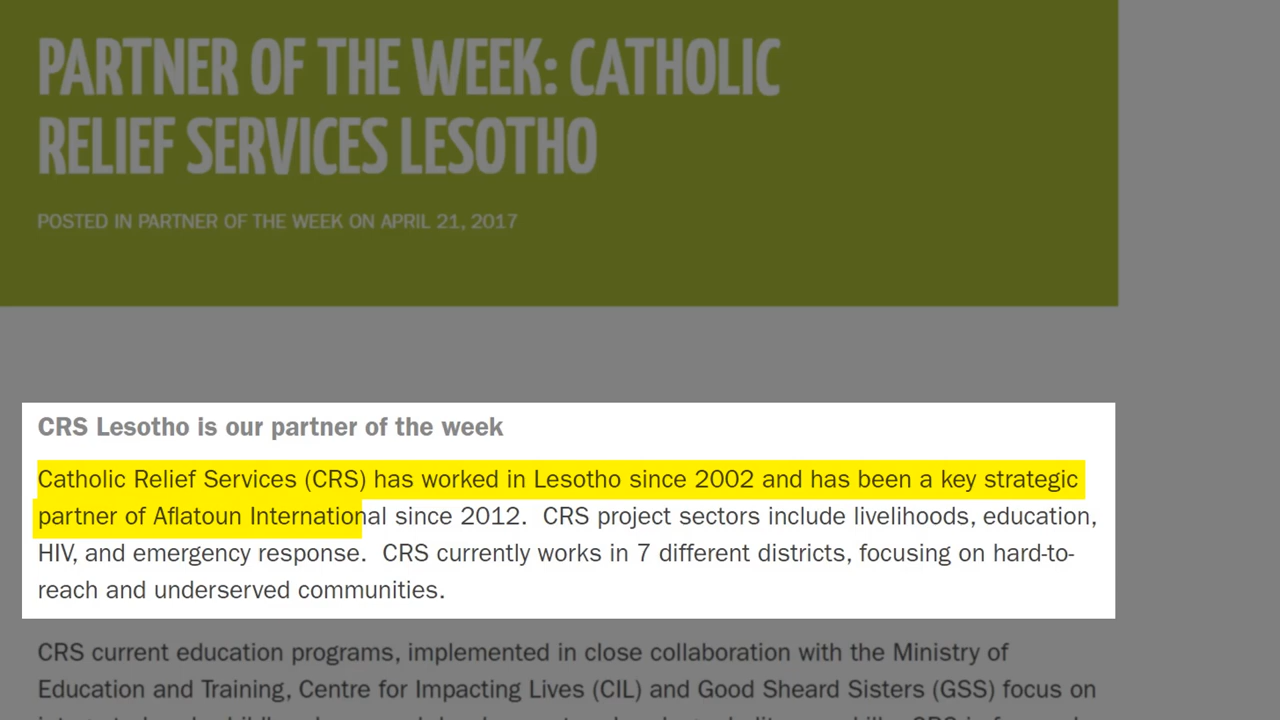 PARTNER OF THE WEEK: CATHOLIC
RELIEF SERVICES LESOTHO
POSTED IN PARTNER OF THE WEEK ON APRIL 21, 2017
CRS Lesotho is our partner of the week
Catholic Relief Services (CRS) has worked in Lesotho since 2002 and has been a key strategic
partner of Aflatoun International since 2012.  CRS project sectors include livelihoods, education,
HIV, and emergency response.  CRS currently works in 7 different districts, focusing on hard-to-
reach and underserved communities.
CRS current education programs, implemented in close collaboration with the Ministry of
Education and Training, Centre for Impacting Lives (CIL) and Good Sheard Sisters (GSS) focus on